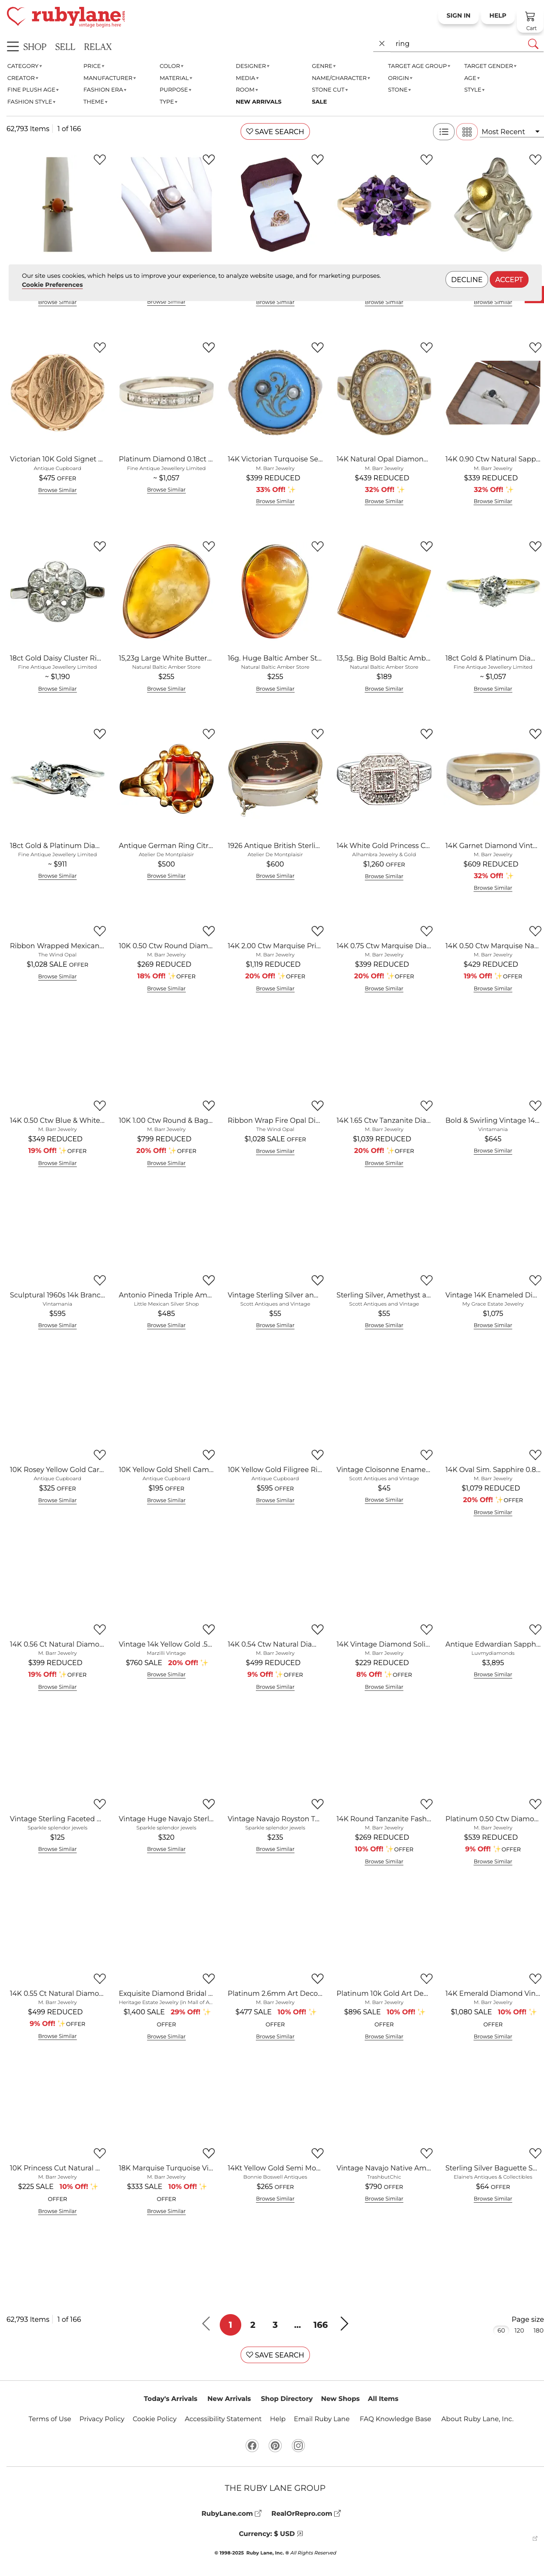 rubylane
vintage begins here
SIGN IN HELP
Cart
SHOP SELL RELAX
ring
CATEGORY PRICE COLOR DESIGNER GENRE TARGET AGE GROUP TARGET GENDER
CREATOR MANUFACTURER MATERIAL MEDIA NAME/CHARACTER ORIGIN AGE
FINE PLUSH AGE FASHION ERA PURPOSE ROOM STONE CUT STONE STYLE
FASHION STYLE THEME TYPE NEW ARRIVALS SALE
62,793 Items 1 of 166 SAVE SEARCH Most Recent
Our site uses cookies, which helps us to improve your experience, to analyze website usage, and for marketing purposes.
Cookie Preferences
DECLINE ACCEPT
Browse Similar Browse Similar Browse Similar Browse Similar Browse Similar
Victorian 10K Gold Signet ... Platinum Diamond 0.18ct ... 14K Victorian Turquoise Se... 14K Natural Opal Diamon... 14K 0.90 Ctw Natural Sapp...
Antique Cupboard Fine Antique Jewellery Limited M. Barr Jewelry M. Barr Jewelry M. Barr Jewelry
$475 OFFER ~ $1,057 $399 REDUCED $439 REDUCED $339 REDUCED
33% Off! ✨ 32% Off! ✨ 32% Off! ✨
Browse Similar Browse Similar Browse Similar Browse Similar Browse Similar
18ct Gold Daisy Cluster Ri... 15,23g Large White Butter... 16g. Huge Baltic Amber St... 13,5g. Big Bold Baltic Amb... 18ct Gold & Platinum Dia...
Fine Antique Jewellery Limited Natural Baltic Amber Store Natural Baltic Amber Store Natural Baltic Amber Store Fine Antique Jewellery Limited
~ $1,190 $255 $255 $189 ~ $1,057
Browse Similar Browse Similar Browse Similar Browse Similar Browse Similar
18ct Gold & Platinum Dia... Antique German Ring Citr... 1926 Antique British Sterli... 14k White Gold Princess C... 14K Garnet Diamond Vint...
Fine Antique Jewellery Limited Atelier De Montplaisir Atelier De Montplaisir Alhambra Jewelry & Gold M. Barr Jewelry
~ $911 $500 $600 $1,260 OFFER $609 REDUCED
32% Off! ✨
Browse Similar Browse Similar Browse Similar Browse Similar Browse Similar
Ribbon Wrapped Mexican... 10K 0.50 Ctw Round Diam... 14K 2.00 Ctw Marquise Pri... 14K 0.75 Ctw Marquise Dia... 14K 0.50 Ctw Marquise Na...
The Wind Opal M. Barr Jewelry M. Barr Jewelry M. Barr Jewelry M. Barr Jewelry
$1,028 SALE OFFER $269 REDUCED $1,119 REDUCED $399 REDUCED $429 REDUCED
18% Off! ✨OFFER 20% Off! ✨OFFER 20% Off! ✨OFFER 19% Off! ✨OFFER
Browse Similar Browse Similar Browse Similar Browse Similar Browse Similar
14K 0.50 Ctw Blue & White... 10K 1.00 Ctw Round & Bag... Ribbon Wrap Fire Opal Di... 14K 1.65 Ctw Tanzanite Dia... Bold & Swirling Vintage 14...
M. Barr Jewelry M. Barr Jewelry The Wind Opal M. Barr Jewelry Vintamania
$349 REDUCED $799 REDUCED $1,028 SALE OFFER $1,039 REDUCED $645
19% Off! ✨OFFER 20% Off! ✨OFFER 20% Off! ✨OFFER
Browse Similar Browse Similar Browse Similar Browse Similar Browse Similar
Sculptural 1960s 14k Branc... Antonio Pineda Triple Am... Vintage Sterling Silver an... Sterling Silver, Amethyst a... Vintage 14K Enameled Di...
Vintamania Little Mexican Silver Shop Scott Antiques and Vintage Scott Antiques and Vintage My Grace Estate Jewelry
$595 $485 $55 $55 $1,075
Browse Similar Browse Similar Browse Similar Browse Similar Browse Similar
10K Rosey Yellow Gold Car... 10K Yellow Gold Shell Cam... 10K Yellow Gold Filigree Ri... Vintage Cloisonne Ename... 14K Oval Sim. Sapphire 0.8...
Antique Cupboard Antique Cupboard Antique Cupboard Scott Antiques and Vintage M. Barr Jewelry
$325 OFFER $195 OFFER $595 OFFER $45 $1,079 REDUCED
20% Off! ✨OFFER
Browse Similar Browse Similar Browse Similar Browse Similar Browse Similar
14K 0.56 Ct Natural Diamo... Vintage 14k Yellow Gold .5... 14K 0.54 Ctw Natural Dia... 14K Vintage Diamond Soli... Antique Edwardian Sapph...
M. Barr Jewelry Marzilli Vintage M. Barr Jewelry M. Barr Jewelry Luvmydiamonds
$399 REDUCED $760 SALE 20% Off! ✨ $499 REDUCED $229 REDUCED $3,895
19% Off! ✨OFFER 9% Off! ✨OFFER 8% Off! ✨OFFER
Browse Similar Browse Similar Browse Similar Browse Similar Browse Similar
Vintage Sterling Faceted ... Vintage Huge Navajo Sterl... Vintage Navajo Royston T... 14K Round Tanzanite Fash... Platinum 0.50 Ctw Diamo...
Sparkle splendor jewels Sparkle splendor jewels Sparkle splendor jewels M. Barr Jewelry M. Barr Jewelry
$125 $320 $235 $269 REDUCED $539 REDUCED
10% Off! ✨OFFER 9% Off! ✨OFFER
Browse Similar Browse Similar Browse Similar Browse Similar Browse Similar
14K 0.55 Ct Natural Diamo... Exquisite Diamond Bridal ... Platinum 2.6mm Art Deco... Platinum 10k Gold Art De... 14K Emerald Diamond Vin...
M. Barr Jewelry Heritage Estate Jewelry (in Mall of A... M. Barr Jewelry M. Barr Jewelry M. Barr Jewelry
$499 REDUCED $1,400 SALE 29% Off! ✨ $477 SALE 10% Off! ✨ $896 SALE 10% Off! ✨ $1,080 SALE 10% Off! ✨
9% Off! ✨OFFER OFFER OFFER OFFER OFFER
Browse Similar Browse Similar Browse Similar Browse Similar Browse Similar
10K Princess Cut Natural ... 18K Marquise Turquoise Vi... 14Kt Yellow Gold Semi Mo... Vintage Navajo Native Am... Sterling Silver Baguette S...
M. Barr Jewelry M. Barr Jewelry Bonnie Boswell Antiques TrashbutChic Elaine's Antiques & Collectibles
$225 SALE 10% Off! ✨ $333 SALE 10% Off! ✨ $265 OFFER $790 OFFER $64 OFFER
OFFER OFFER
Browse Similar Browse Similar Browse Similar Browse Similar Browse Similar
62,793 Items 1 of 166 1 2 3 ... 166 Page size
60 120 180
SAVE SEARCH
Today's Arrivals New Arrivals Shop Directory New Shops All Items
Terms of Use Privacy Policy Cookie Policy Accessibility Statement Help Email Ruby Lane FAQ Knowledge Base About Ruby Lane, Inc.
THE RUBY LANE GROUP
RubyLane.com RealOrRepro.com
Currency: $ USD
© 1998-2025 Ruby Lane, Inc. ® All Rights Reserved